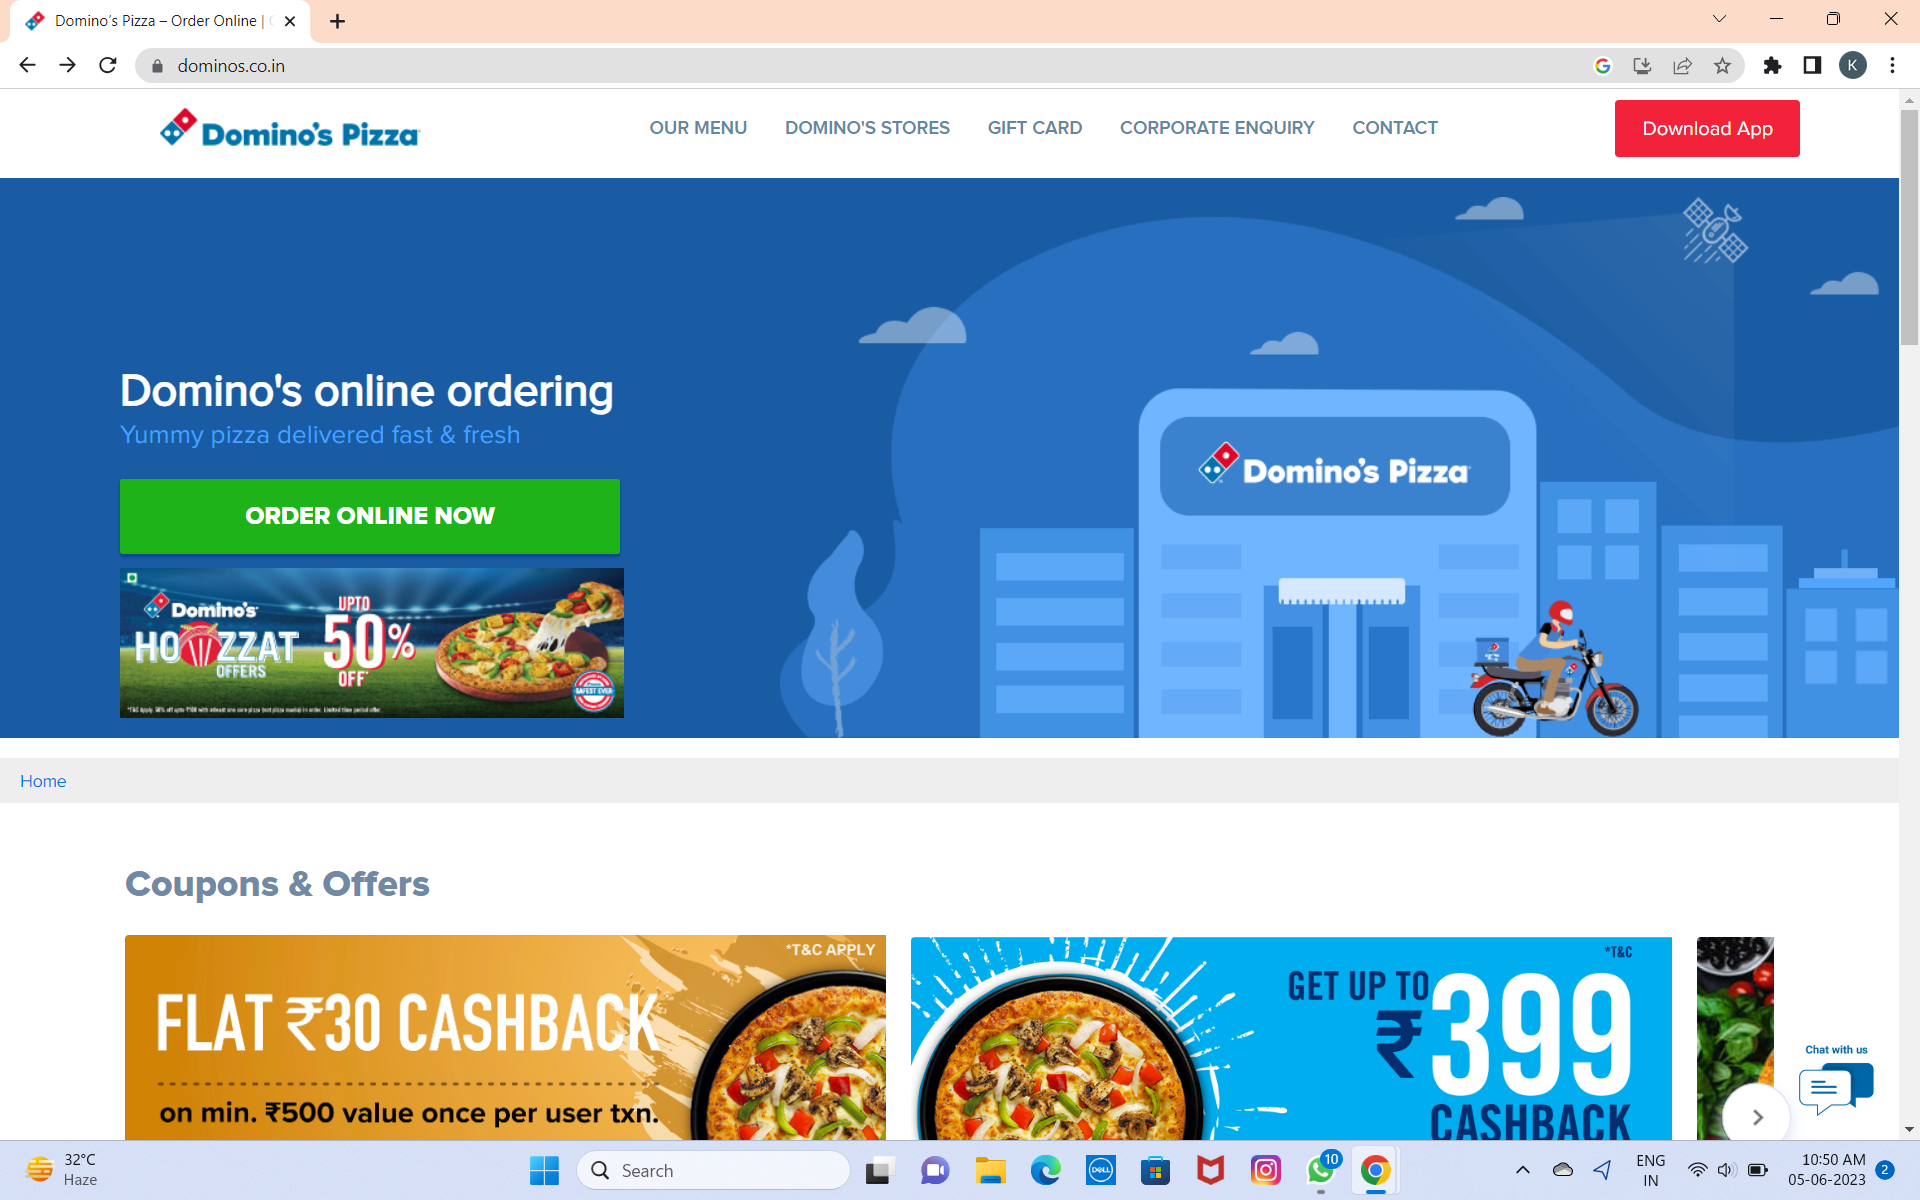 Domino's Pizza – Order Online |
dominos.co.in
K
Domino's Pizza
OUR MENU
DOMINO'S STORES
GIFT CARD
CORPORATE ENQUIRY
CONTACT
Download App
Domino's online ordering
Yummy pizza delivered fast & fresh
ORDER ONLINE NOW
Domino's Pizza
Domino's
HOWZZAT
OFFERS
UPTO
50%
OFF*
SAFEST EVER
Home
Coupons & Offers
*T&C APPLY
FLAT ₹30 CASHBACK
on min. ₹500 value once per user txn.
*T&C
GET UP TO
₹399
CASHBACK
Chat with us
32°C
Haze
Search
DELL
10
ENG
IN
10:50 AM
05-06-2023
2